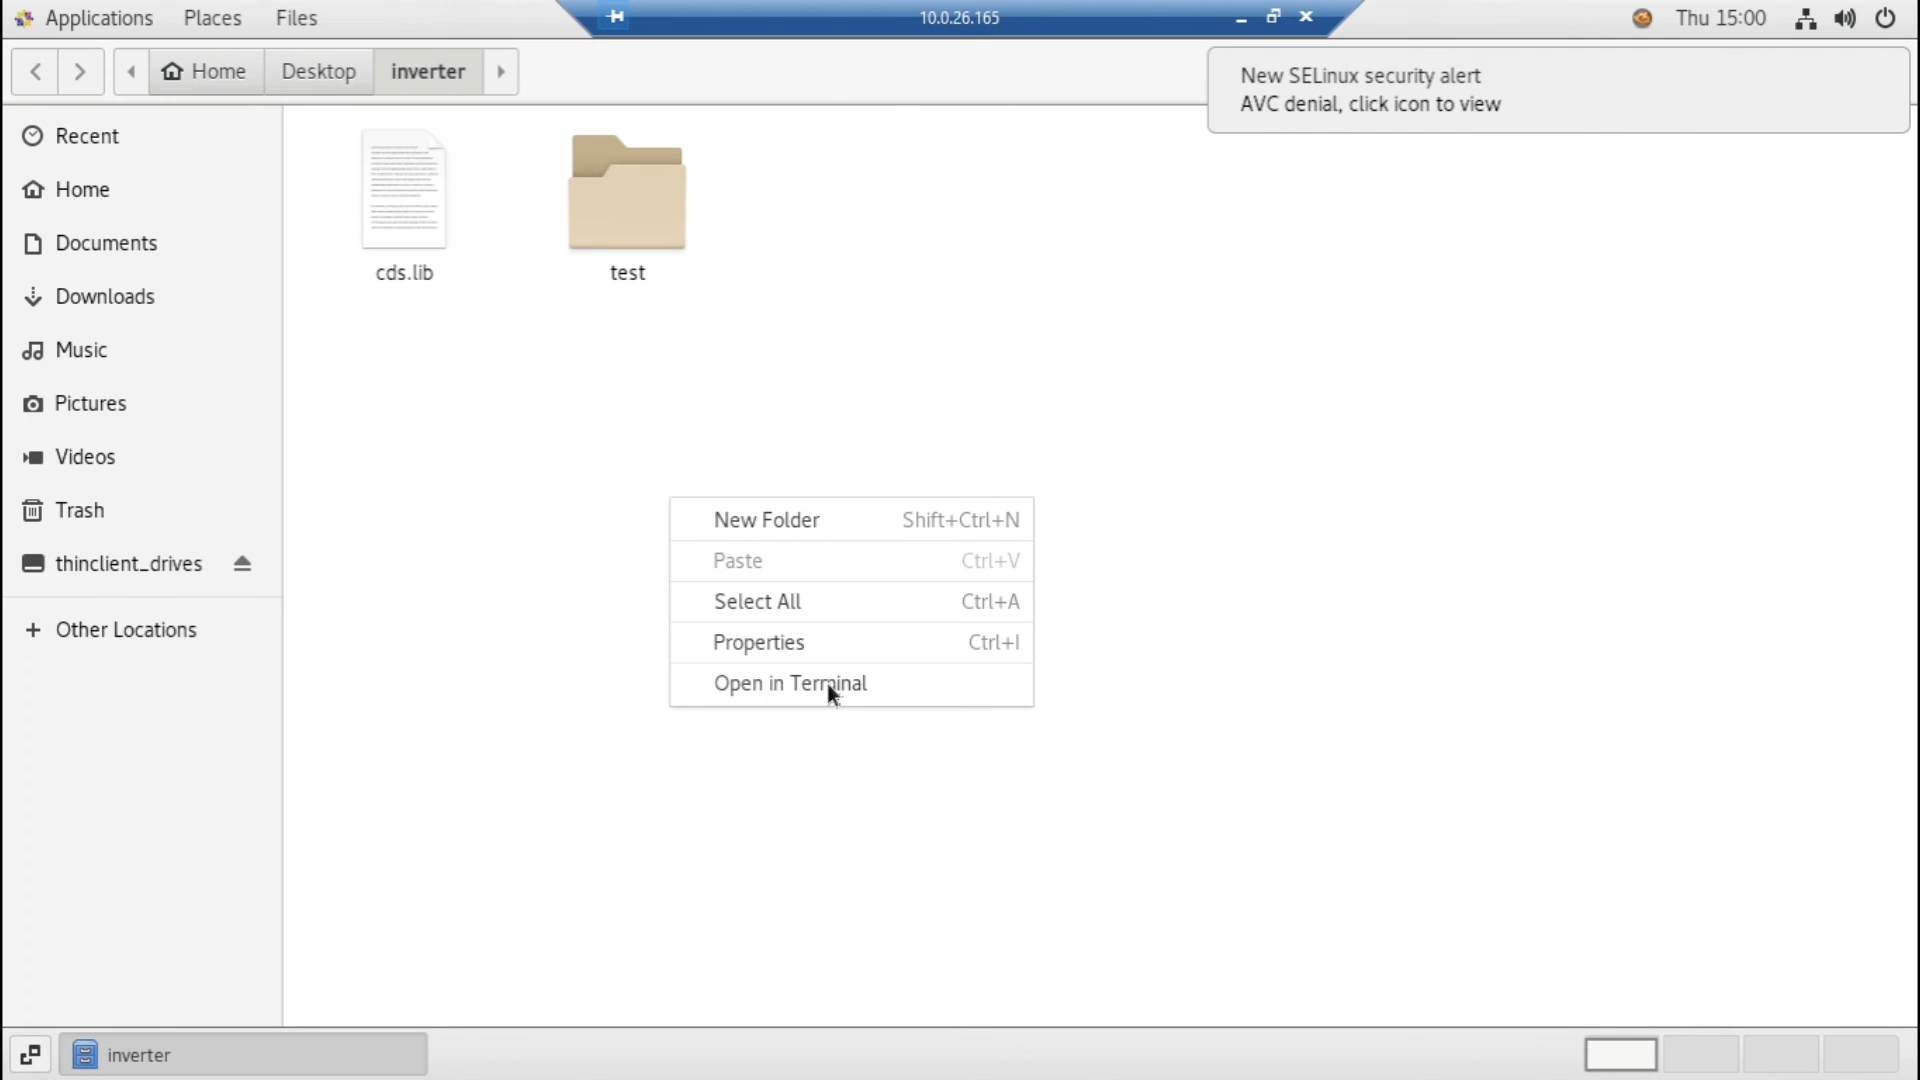 Applications Places Files
10.0.26.165
Thu 15:00
Home Desktop inverter
New SELinux security alert
AVC denial, click icon to view
Recent
Home
Documents
Downloads
Music
Pictures
Videos
Trash
thinclient_drives
+ Other Locations
cds.lib
test
New Folder Shift+Ctrl+N
Paste Ctrl+V
Select All Ctrl+A
Properties Ctrl+I
Open in Terminal
inverter